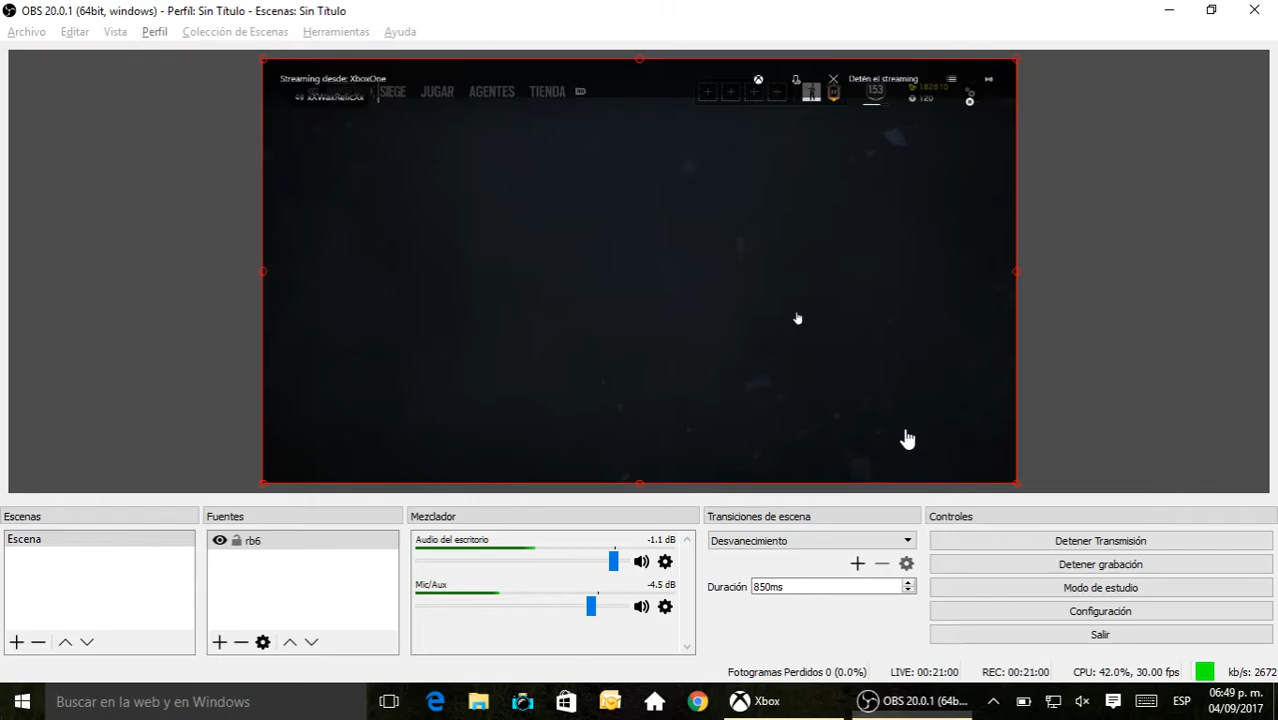 OBS 20.0.1 (64bit, windows) - Perfil: Sin Título - Escenas: Sin Título
Archivo Editar Vista Perfil Colección de Escenas Herramientas Ayuda
Streaming desde: XboxOne Detén el streaming
SIEGE JUGAR AGENTES TIENDA 153 182610
xXWaxRelicXx 120
Escenas Fuentes Mezclador Transiciones de escena Controles
Escena rb6 Audio del escritorio -1.1 dB Desvanecimiento Detener Transmisión
Detener grabación
Mic/Aux -4.5 dB Duración 850ms Modo de estudio
Configuración
Salir
Fotogramas Perdidos 0 (0.0%) LIVE: 00:21:00 REC: 00:21:00 CPU: 42.0%, 30.00 fps kb/s: 2672
Buscar en la web y en Windows Xbox OBS 20.0.1 (64b... ESP 06:49 p. m.
04/09/2017